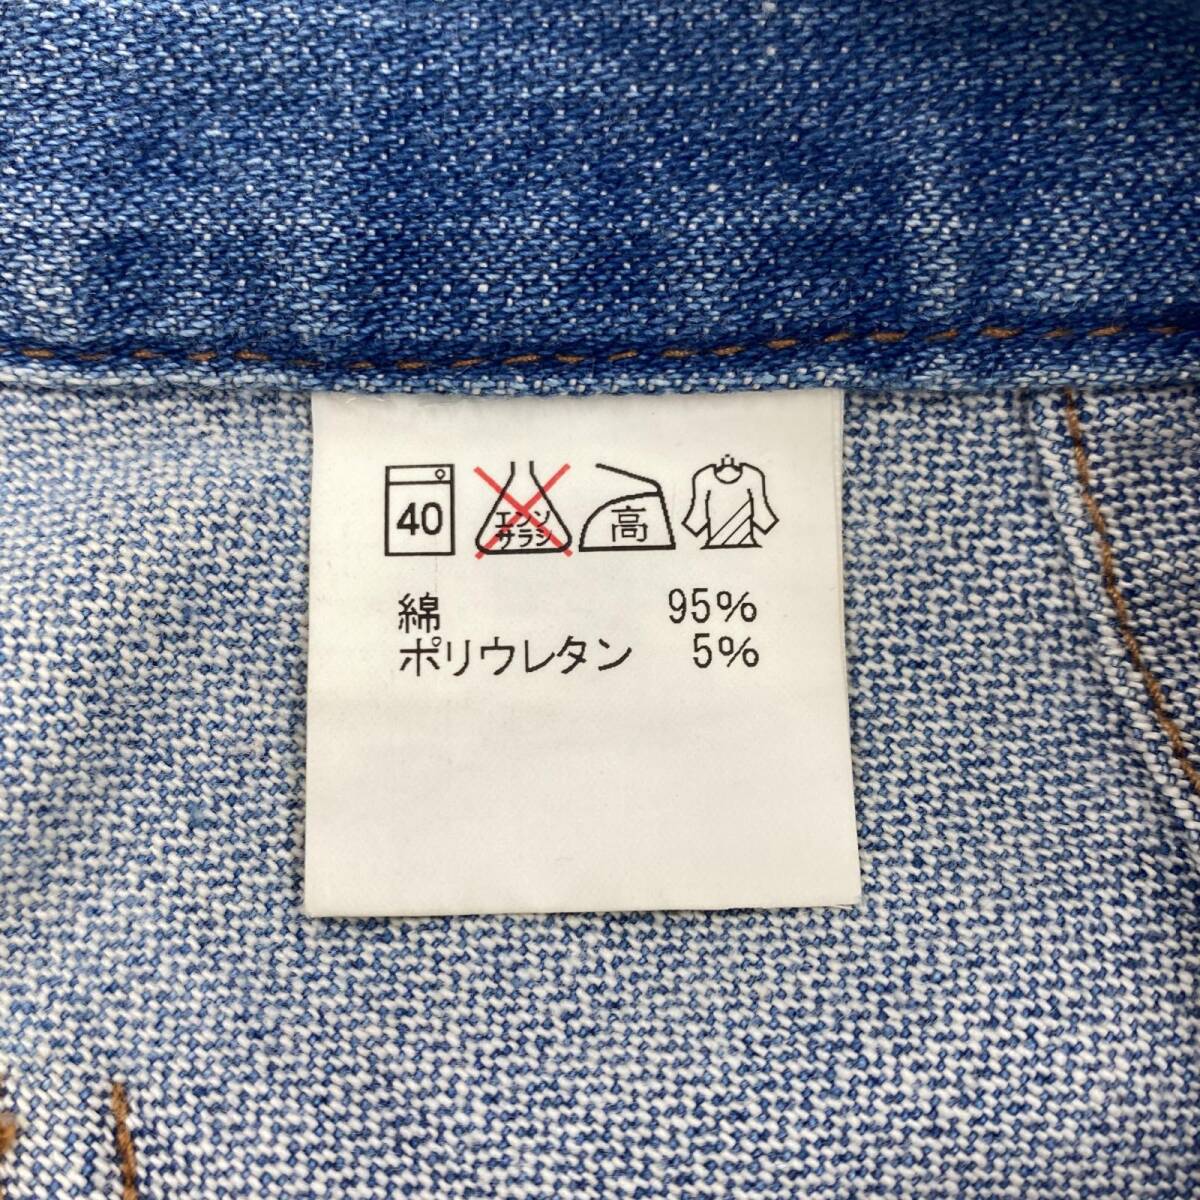 40 エンソ サラシ 高
綿 95%
ポリウレタン 5%